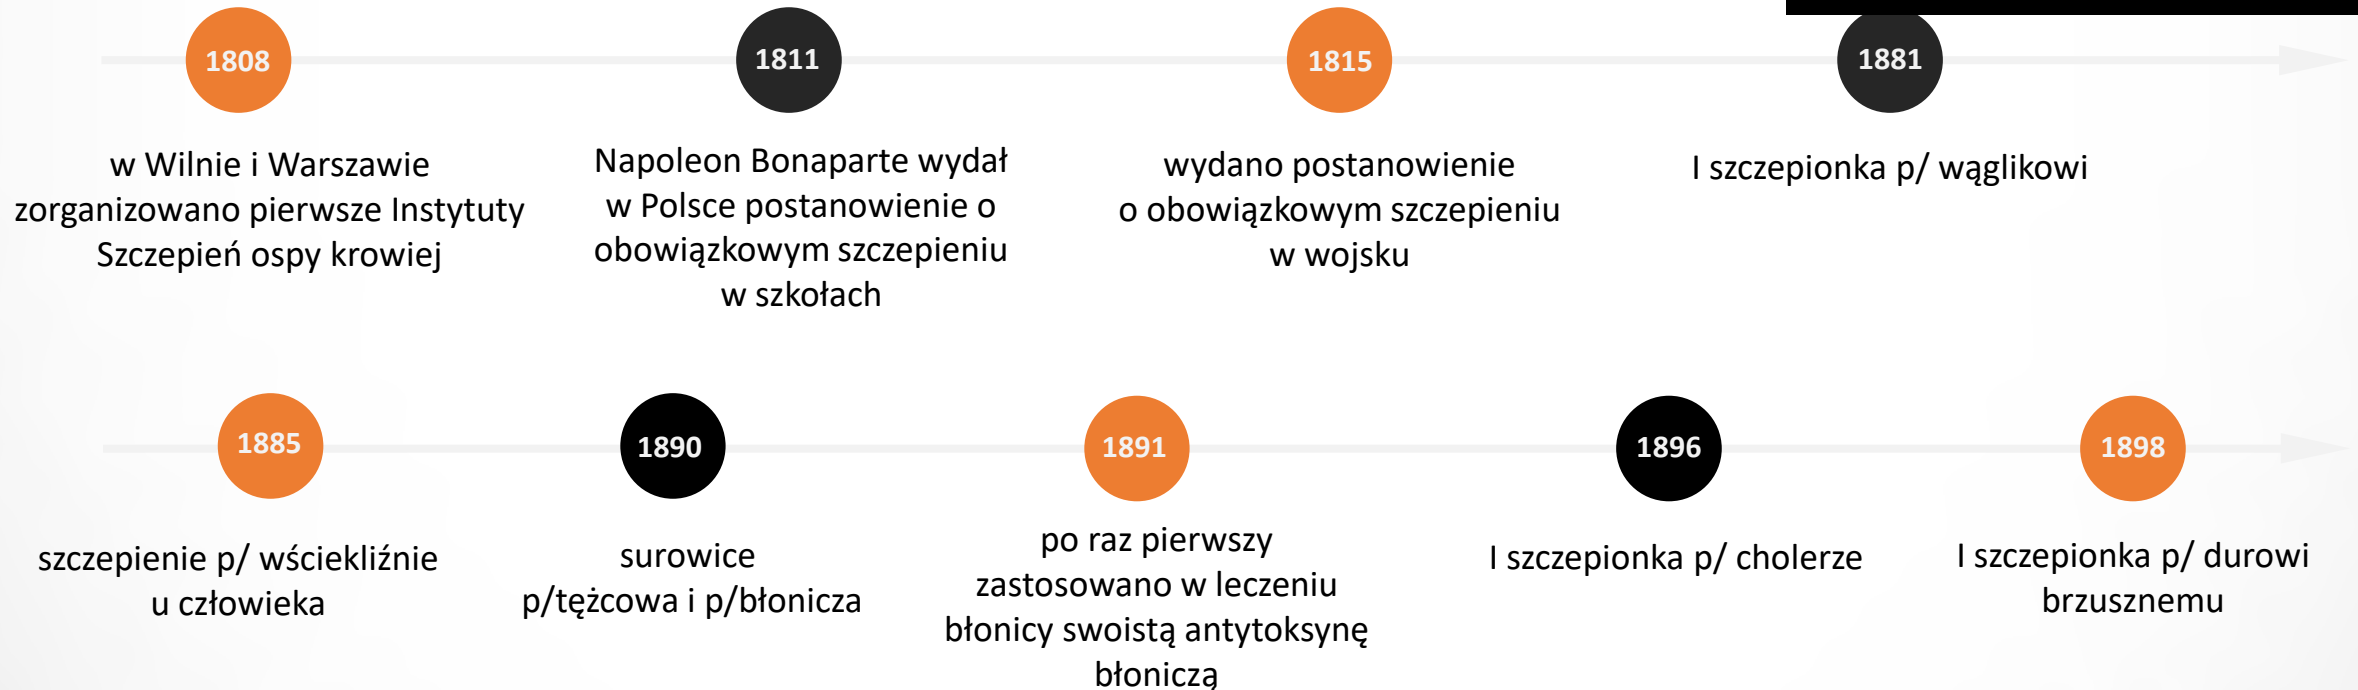 1808
1811
1815
1881
w Wilnie i Warszawie
zorganizowano pierwsze Instytuty
Szczepień ospy krowiej
Napoleon Bonaparte wydał
w Polsce postanowienie o
obowiązkowym szczepieniu
w szkołach
wydano postanowienie
o obowiązkowym szczepieniu
w wojsku
I szczepionka p/ wąglikowi
1885
1890
1891
1896
1898
szczepienie p/ wściekliźnie
u człowieka
surowice
p/tężcowa i p/błonicza
po raz pierwszy
zastosowano w leczeniu
błonicy swoistą antytoksynę
błoniczą
I szczepionka p/ cholerze
I szczepionka p/ durowi
brzusznemu